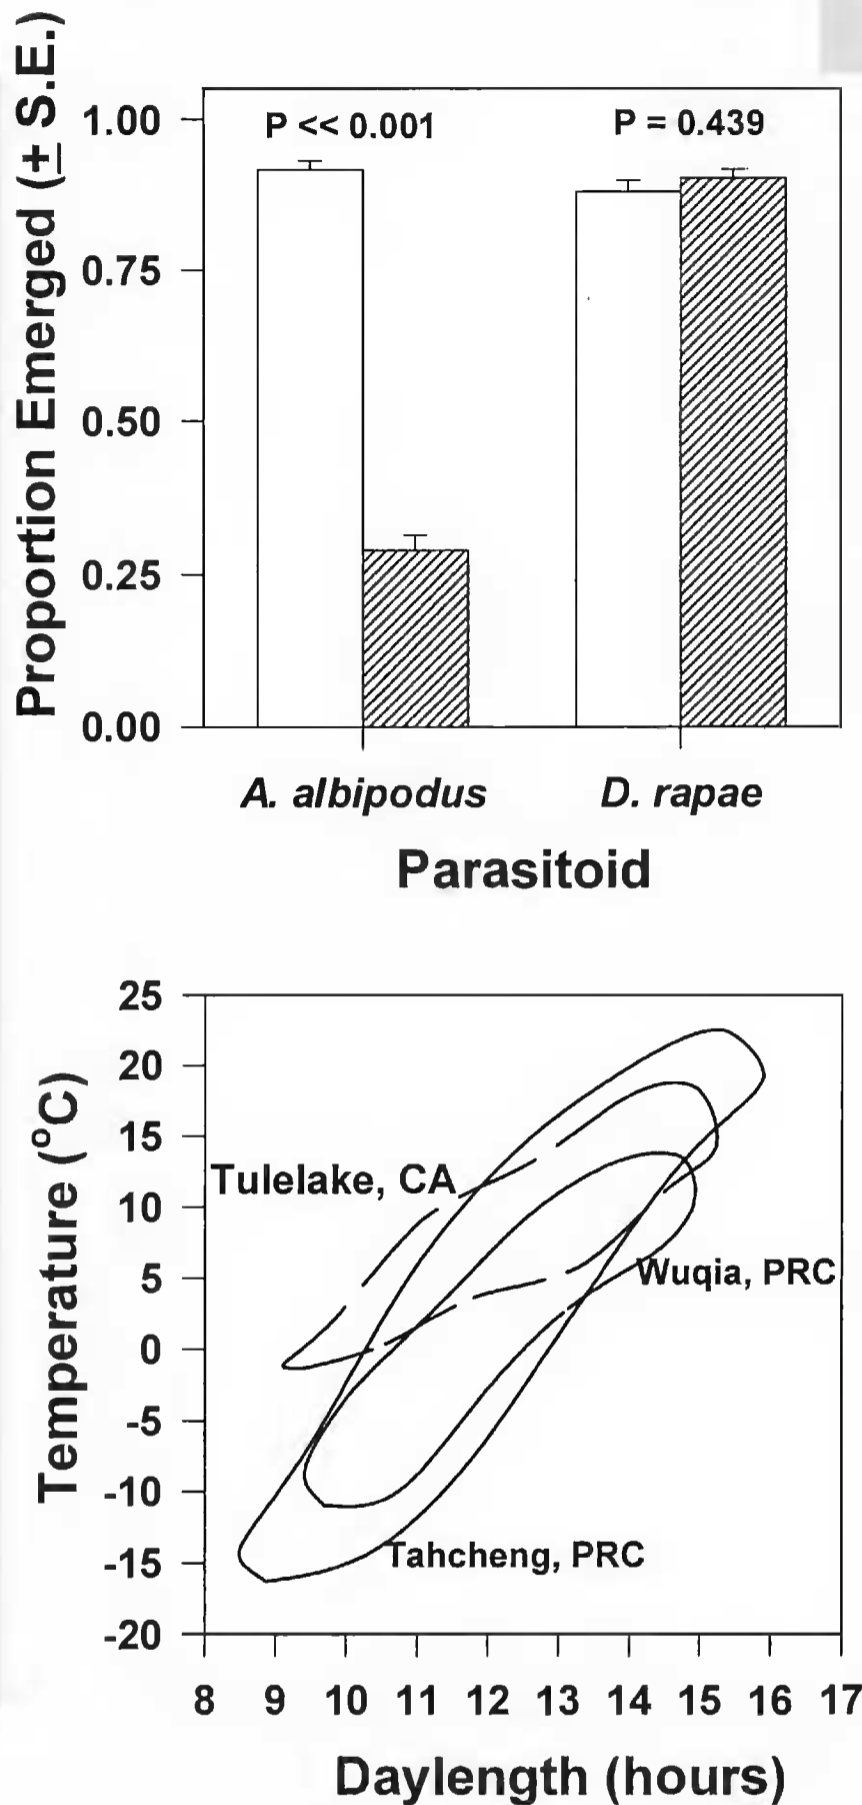 Proportion Emerged (± S.E.)
1.00
0.75
0.50
0.25
0.00
P << 0.001
P = 0.439
A. albipodus
D. rapae
Parasitoid
Temperature (°C)
25
20
15
10
5
0
-5
-10
-15
-20
Tulelake, CA
Wuqia, PRC
Tahcheng, PRC
8 9 10 11 12 13 14 15 16 17
Daylength (hours)